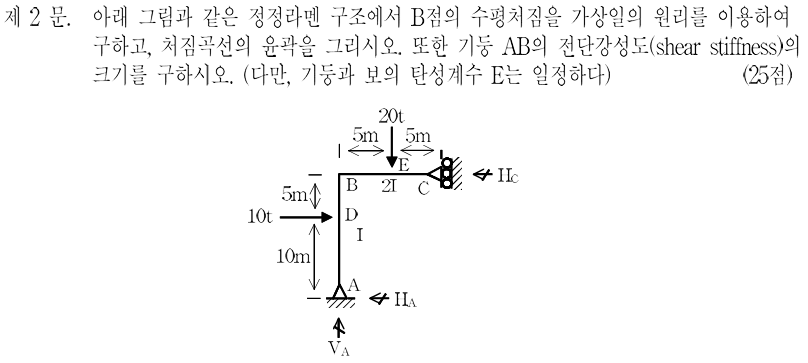 제 2 문. 아래 그림과 같은 정정라멘 구조에서 B점의 수평처짐을 가상일의 원리를 이용하여
구하고, 처짐곡선의 윤곽을 그리시오. 또한 기둥 AB의 전단강성도(shear stiffness)의
크기를 구하시오. (다만, 기둥과 보의 탄성계수 E는 일정하다) (25점)
20t
5m 5m
E
B 2I C
H_C
5m
10t D
I
10m
A
H_A
V_A